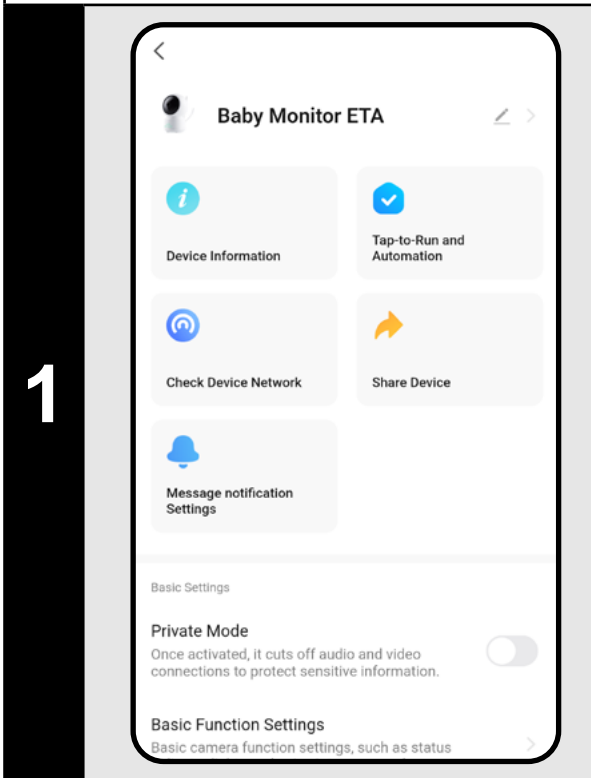 1
Baby Monitor ETA
Device Information
Tap-to-Run and
Automation
Check Device Network
Share Device
Message notification
Settings
Basic Settings
Private Mode
Once activated, it cuts off audio and video
connections to protect sensitive information.
Basic Function Settings
Basic camera function settings, such as status